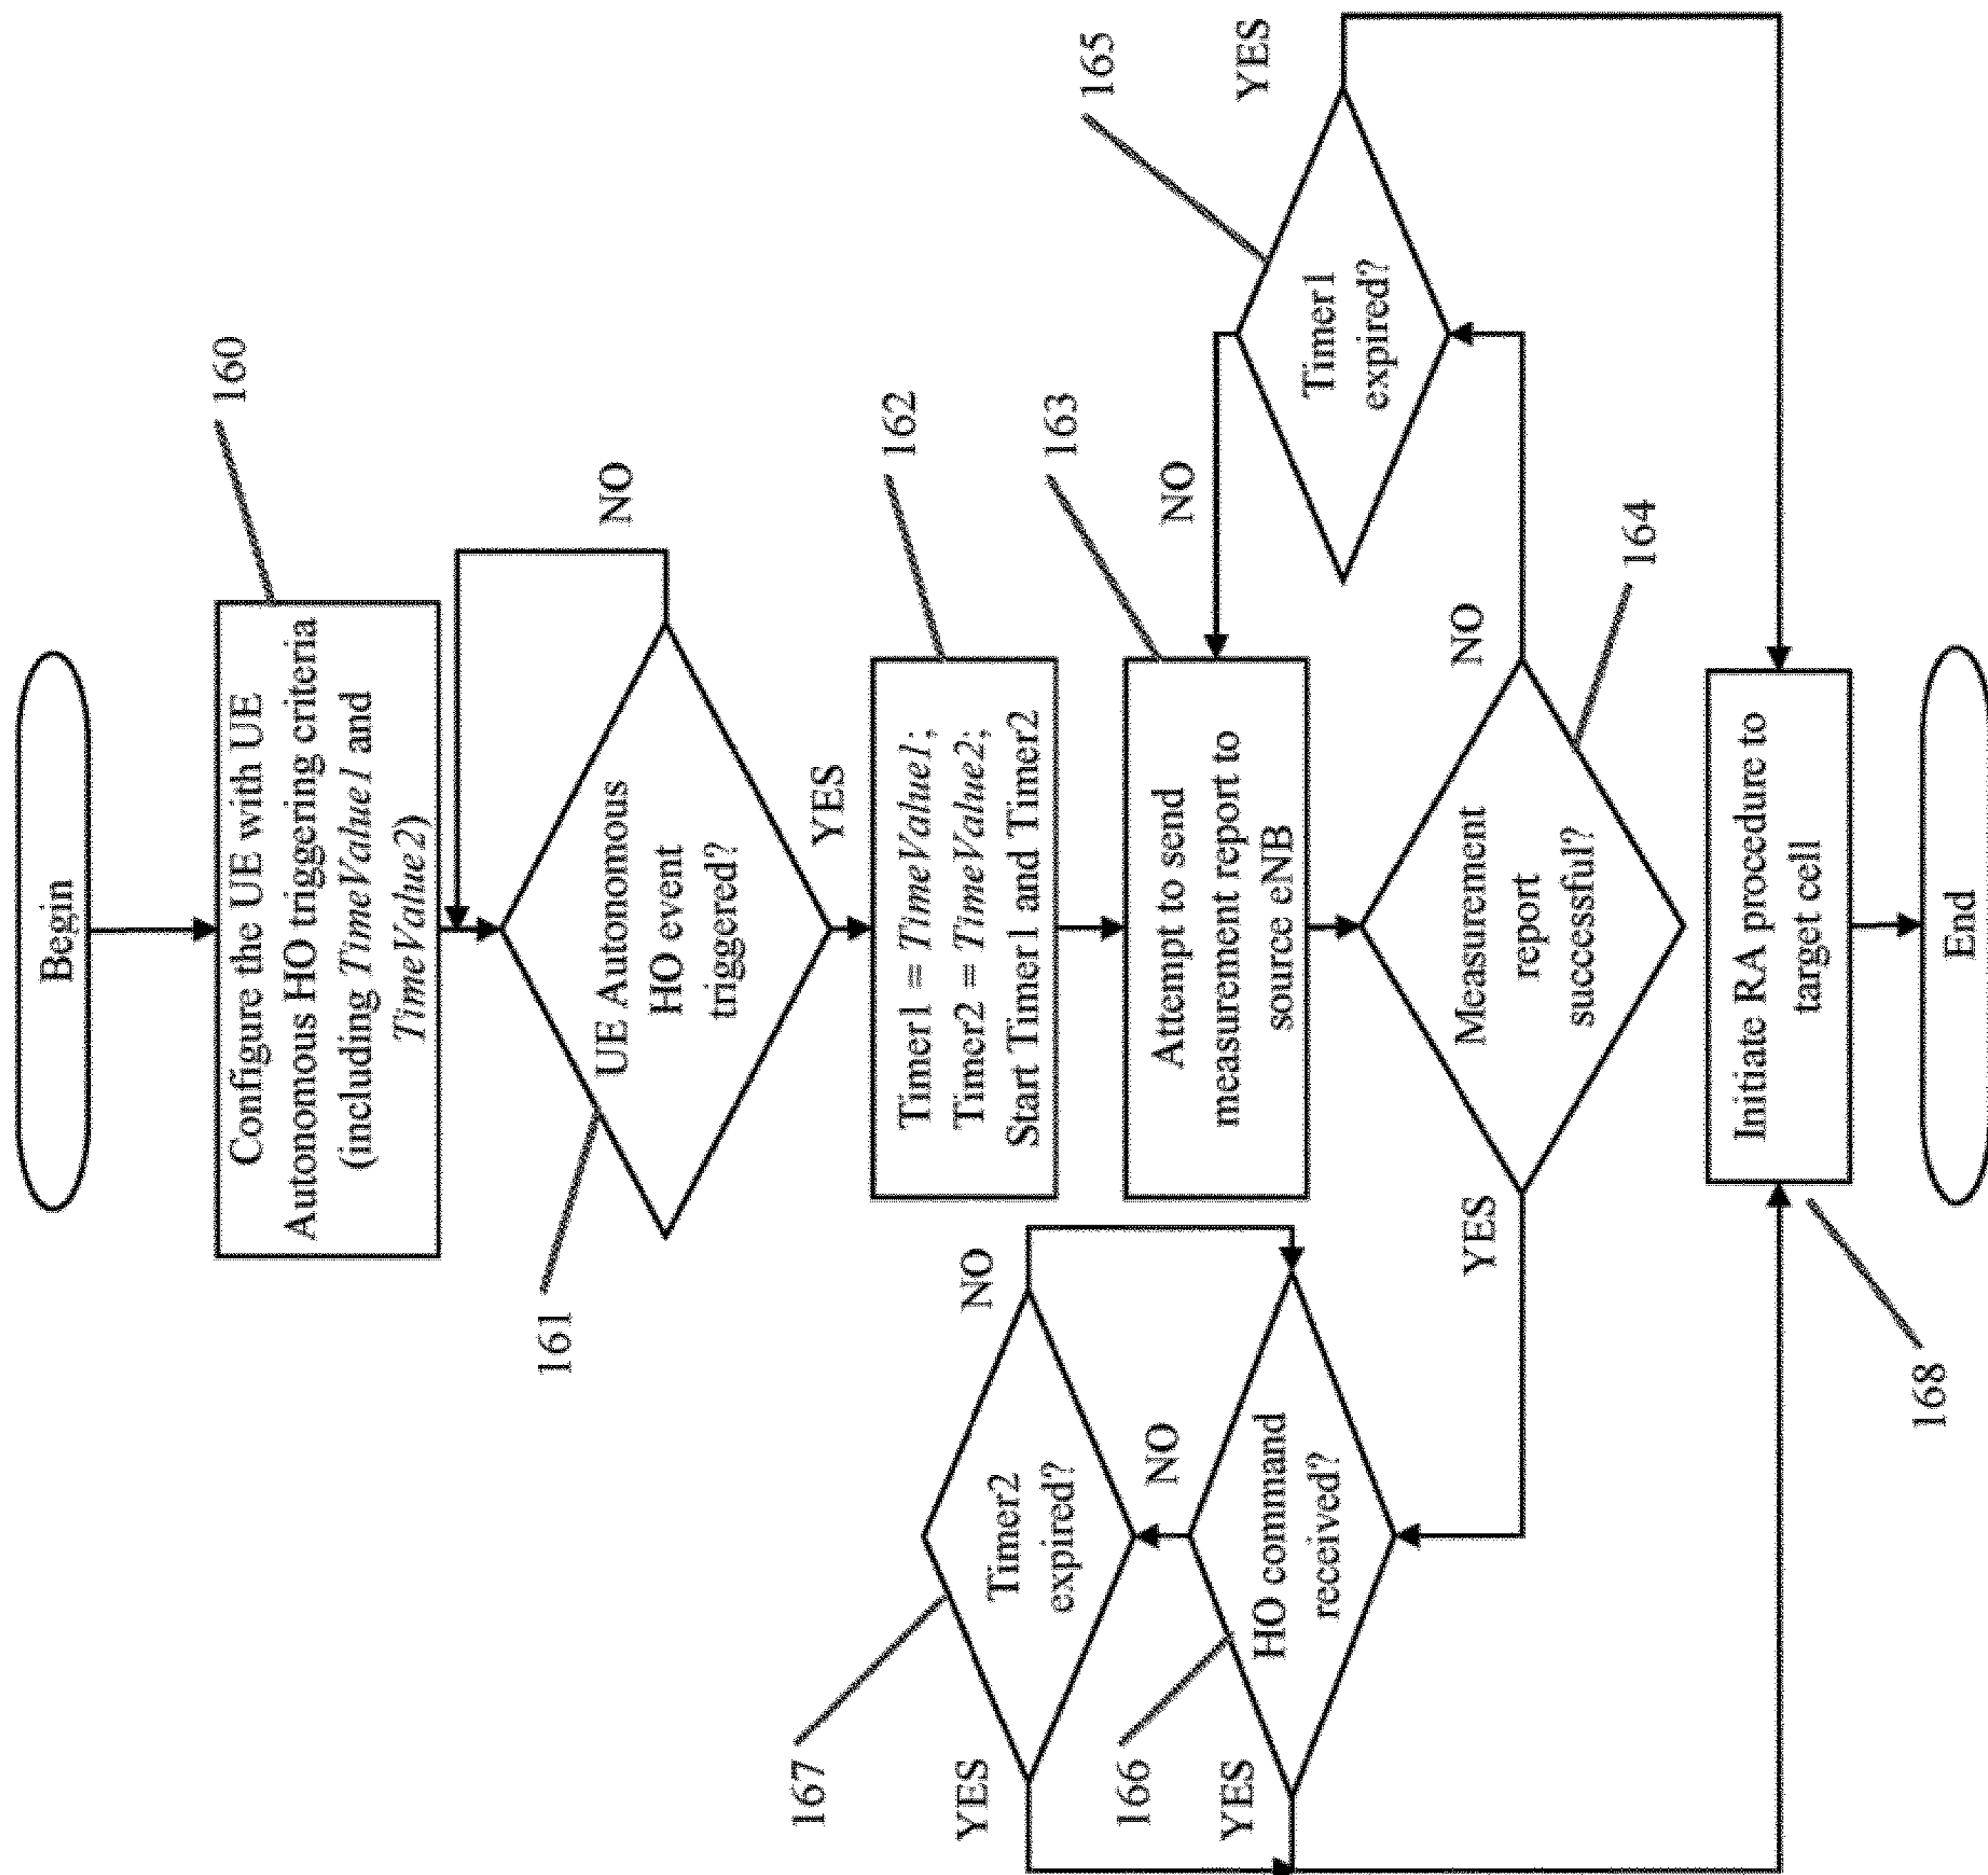 Begin
Configure the UE with UE
Autonomous HO triggering criteria
(including TimeValue1 and
TimeValue2)
160
UE Autonomous
HO event
triggered?
161
NO
YES
Timer1 = TimeValue1;
Timer2 = TimeValue2;
Start Timer1 and Timer2
162
Attempt to send
measurement report to
source eNB
163
Measurement
report
successful?
164
YES
NO
Timer1
expired?
165
NO
YES
Timer2
expired?
167
YES
NO
HO command
received?
166
YES
NO
Initiate RA procedure to
target cell
168
End